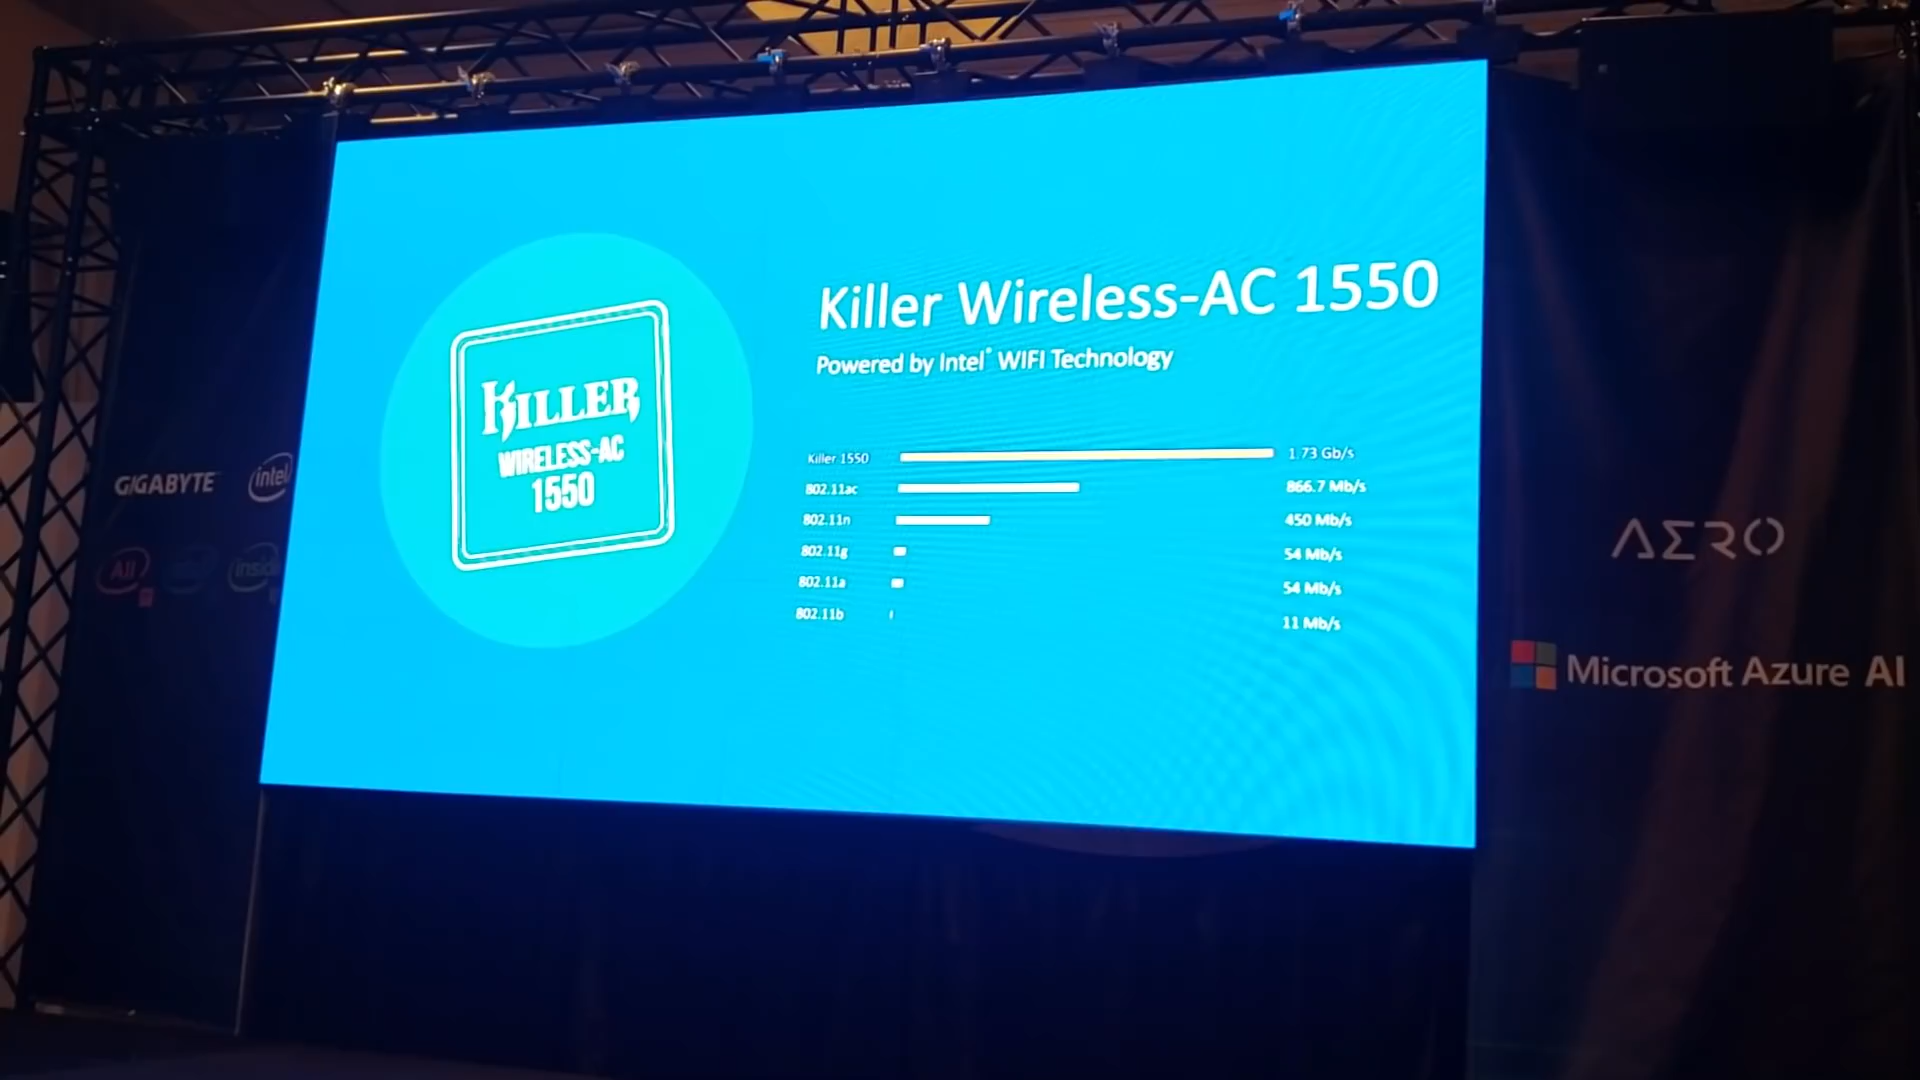 Killer Wireless-AC 1550
Powered by Intel® WIFI Technology
KILLER
WIRELESS-AC
1550
Killer 1550 1.73 Gb/s
802.11ac 866.7 Mb/s
802.11n 450 Mb/s
802.11g 54 Mb/s
802.11a 54 Mb/s
802.11b 11 Mb/s
GIGABYTE intel
AERO
Microsoft Azure AI